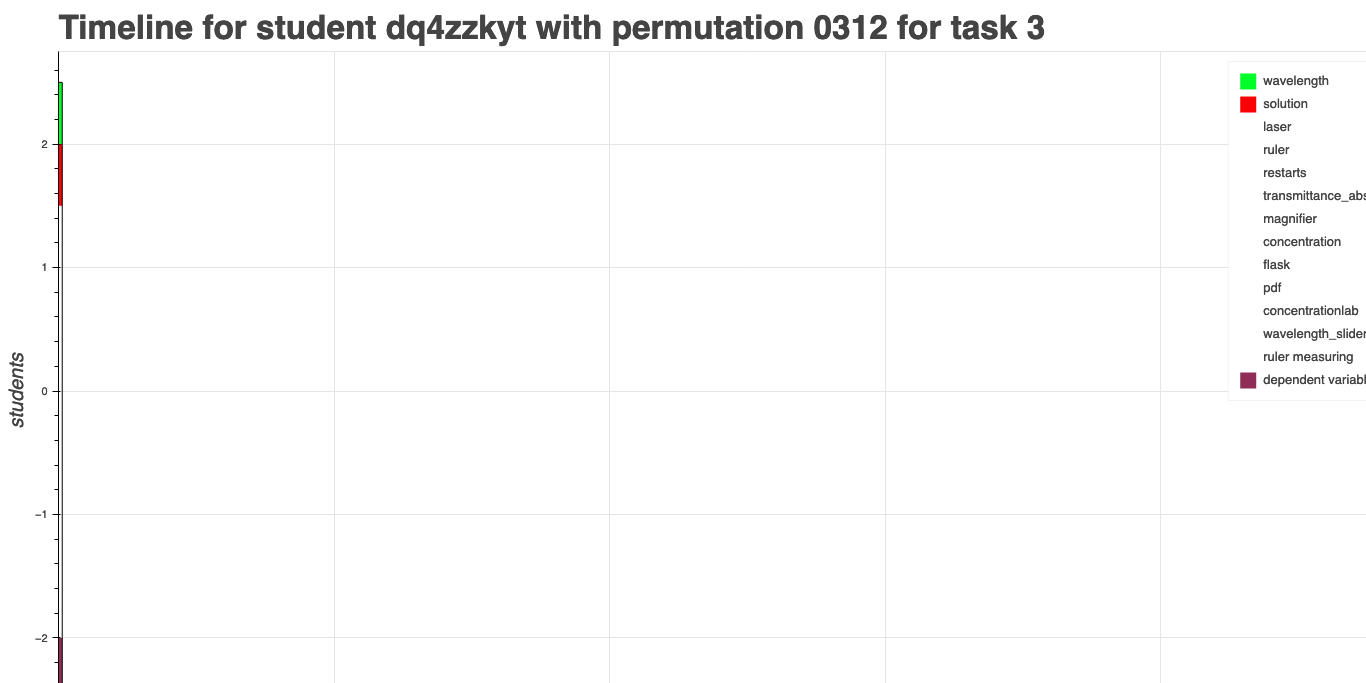 Timeline for student dq4zzkyt with permutation 0312 for task 3
wavelength
solution
laser
ruler
restarts
transmittance_abs
magnifier
concentration
flask
pdf
concentrationlab
wavelength_slider
ruler measuring
dependent variabl
2
1
0
−1
−2
students